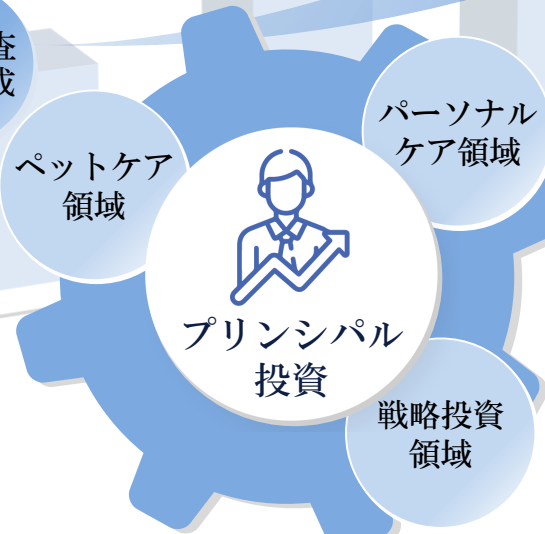 査
ペットケア
領域
パーソナル
ケア領域
プリンシパル
投資
戦略投資
領域